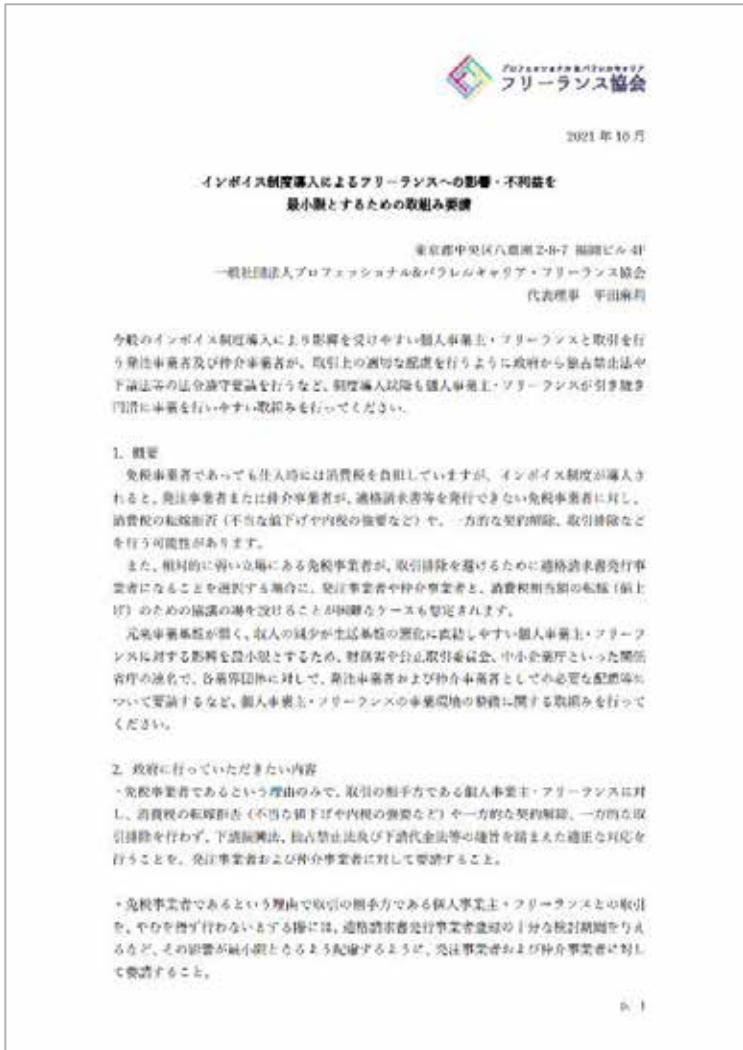 プロフェッショナル&パラレルキャリア
フリーランス協会
2021年10月
インボイス制度導入によるフリーランスへの影響・不利益を
最小限とするための取組み要請
東京都中央区八重洲2-8-7 福岡ビル4F
一般社団法人プロフェッショナル&パラレルキャリア・フリーランス協会
代表理事 平田麻莉
今般のインボイス制度導入により影響を受けやすい個人事業主・フリーランスと取引を行
う発注事業者及び仲介事業者が、取引上の適切な配慮を行うように政府から独占禁止法や
下請法等の法令遵守要請を行うなど、制度導入以降も個人事業主・フリーランスが引き続き
円滑に事業を行いやすい取組みを行ってください。
1. 概要
免税事業者であっても仕入時には消費税を負担していますが、インボイス制度が導入さ
れると、発注事業者または仲介事業者が、適格請求書等を発行できない免税事業者に対し、
消費税の転嫁拒否（不当な値下げや内税の強要など）や、一方的な契約解除、取引排除など
を行う可能性があります。
また、相対的に弱い立場にある免税事業者が、取引排除を避けるために適格請求書発行事
業者になることを選択する場合に、発注事業者や仲介事業者と、消費税相当額の転嫁（値上
げ）のための協議の場を設けることが困難なケースも想定されます。
元来事業基盤が弱く、収入の減少が生活基盤の悪化に直結しやすい個人事業主・フリーラ
ンスに対する影響を最小限とするため、財務省や公正取引委員会、中小企業庁といった関係
省庁の連名で、各業界団体に対して、発注事業者および仲介事業者としての必要な配慮等に
ついて要請するなど、個人事業主・フリーランスの事業環境の整備に関する取組みを行って
ください。
2. 政府に行っていただきたい内容
・免税事業者であるという理由のみで、取引の相手方である個人事業主・フリーランスに対
し、消費税の転嫁拒否（不当な値下げや内税の強要など）や一方的な契約解除、一方的な取
引排除を行わず、下請振興法、独占禁止法及び下請代金法等の趣旨を踏まえた適正な対応を
行うことを、発注事業者および仲介事業者に対して要請すること。
・免税事業者であるという理由で取引の相手方である個人事業主・フリーランスとの取引
を、やむを得ず行わないとする際には、適格請求書発行事業者登録の十分な検討期間を与え
るなど、その影響が最小限となるよう配慮するように、発注事業者および仲介事業者に対し
て要請すること。
p. 1